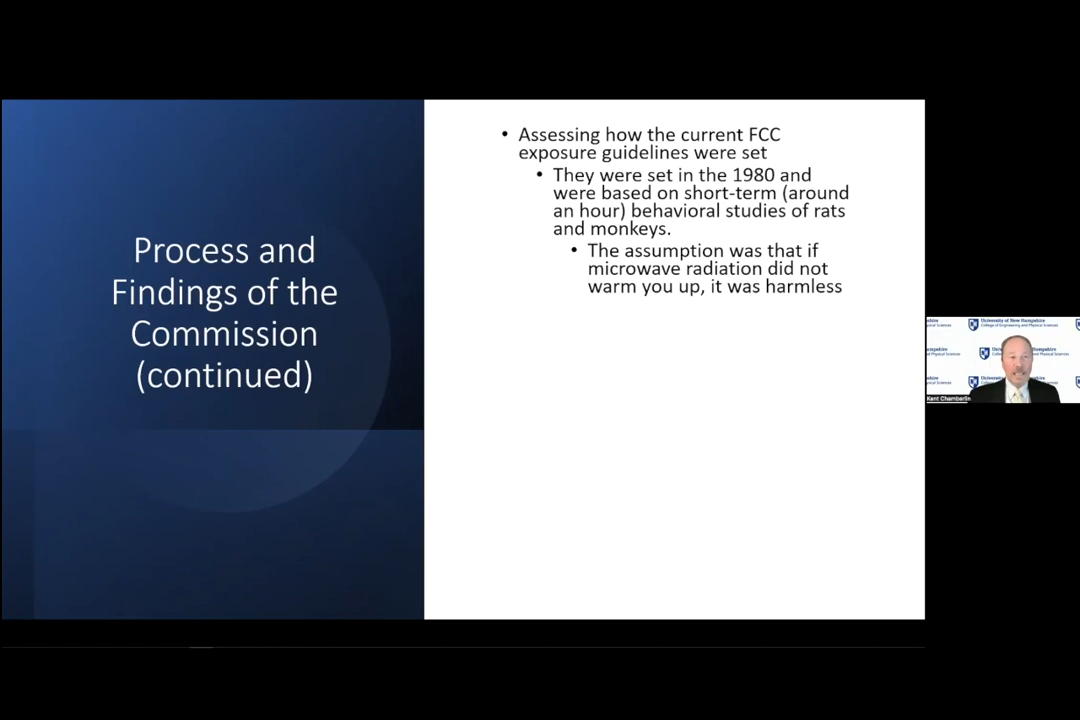 Process and
Findings of the
Commission
(continued)
• Assessing how the current FCC
exposure guidelines were set
• They were set in the 1980 and
were based on short-term (around
an hour) behavioral studies of rats
and monkeys.
• The assumption was that if
microwave radiation did not
warm you up, it was harmless
University of New Hampshire
College of Engineering and Physical Sciences
Kent Chamberlin